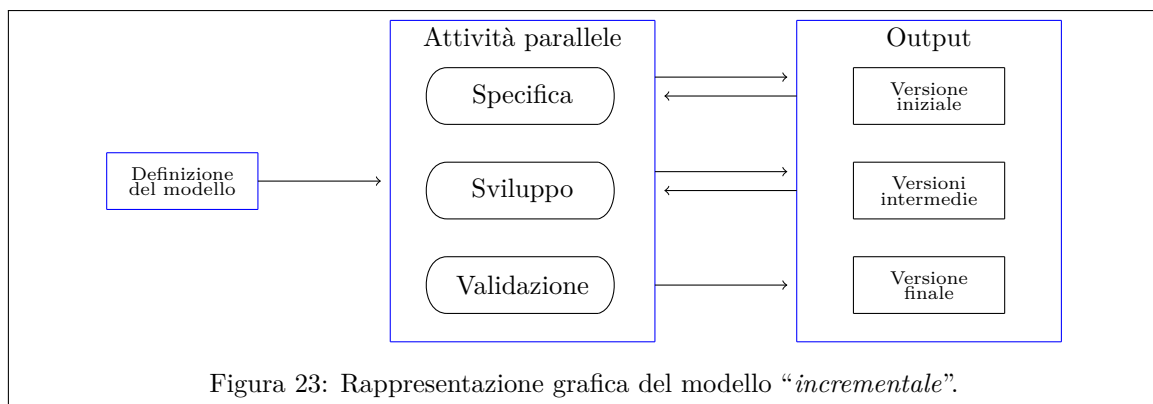 Attività parallele
Output
Specifica
Versione
iniziale
Definizione
del modello
Sviluppo
Versioni
intermedie
Validazione
Versione
finale
Figura 23: Rappresentazione grafica del modello “incrementale”.